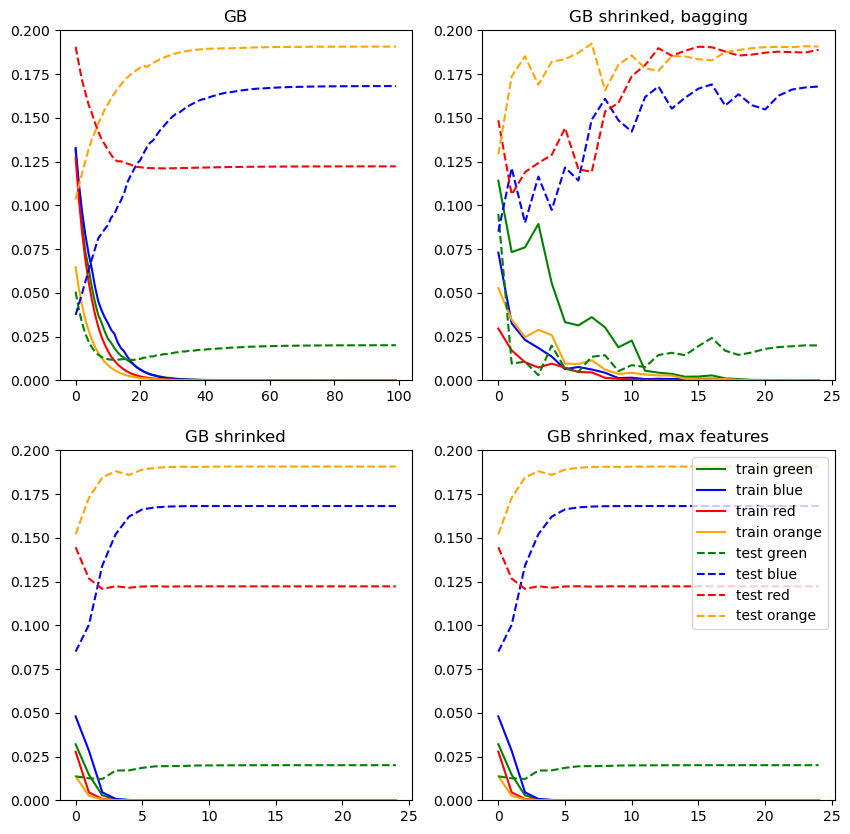 GB
0.200
0.175
0.150
0.125
0.100
0.075
0.050
0.025
0.000
0 20 40 60 80 100
GB shrinked, bagging
0.200
0.175
0.150
0.125
0.100
0.075
0.050
0.025
0.000
0 5 10 15 20 25
GB shrinked
0.200
0.175
0.150
0.125
0.100
0.075
0.050
0.025
0.000
0 5 10 15 20 25
GB shrinked, max features
0.200
0.175
0.150
0.125
0.100
0.075
0.050
0.025
0.000
0 5 10 15 20 25
train green
train blue
train red
train orange
test green
test blue
test red
test orange